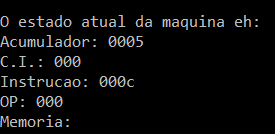 O estado atual da maquina eh:
Acumulador: 0005
C.I.: 000
Instrucao: 000c
OP: 000
Memoria: